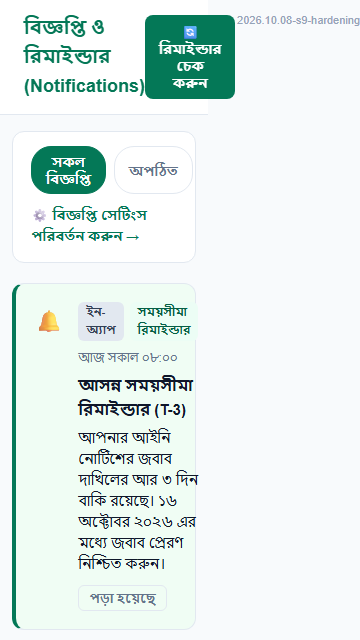 বিজ্ঞপ্তি ও
রিমাইন্ডার
(Notifications)
🔄
রিমাইন্ডার
চেক
করুন
2026.10.08-s9-hardening
সকল
বিজ্ঞপ্তি
অপঠিত
⚙️ বিজ্ঞপ্তি সেটিংস
পরিবর্তন করুন →
ইন-
অ্যাপ
সময়সীমা
রিমাইন্ডার
আজ সকাল ০৮:০০
আসন্ন সময়সীমা
রিমাইন্ডার (T-3)
আপনার আইনি
নোটিশের জবাব
দাখিলের আর ৩ দিন
বাকি রয়েছে। ১৬
অক্টোবর ২০২৬ এর
মধ্যে জবাব প্রেরণ
নিশ্চিত করুন।
পড়া হয়েছে